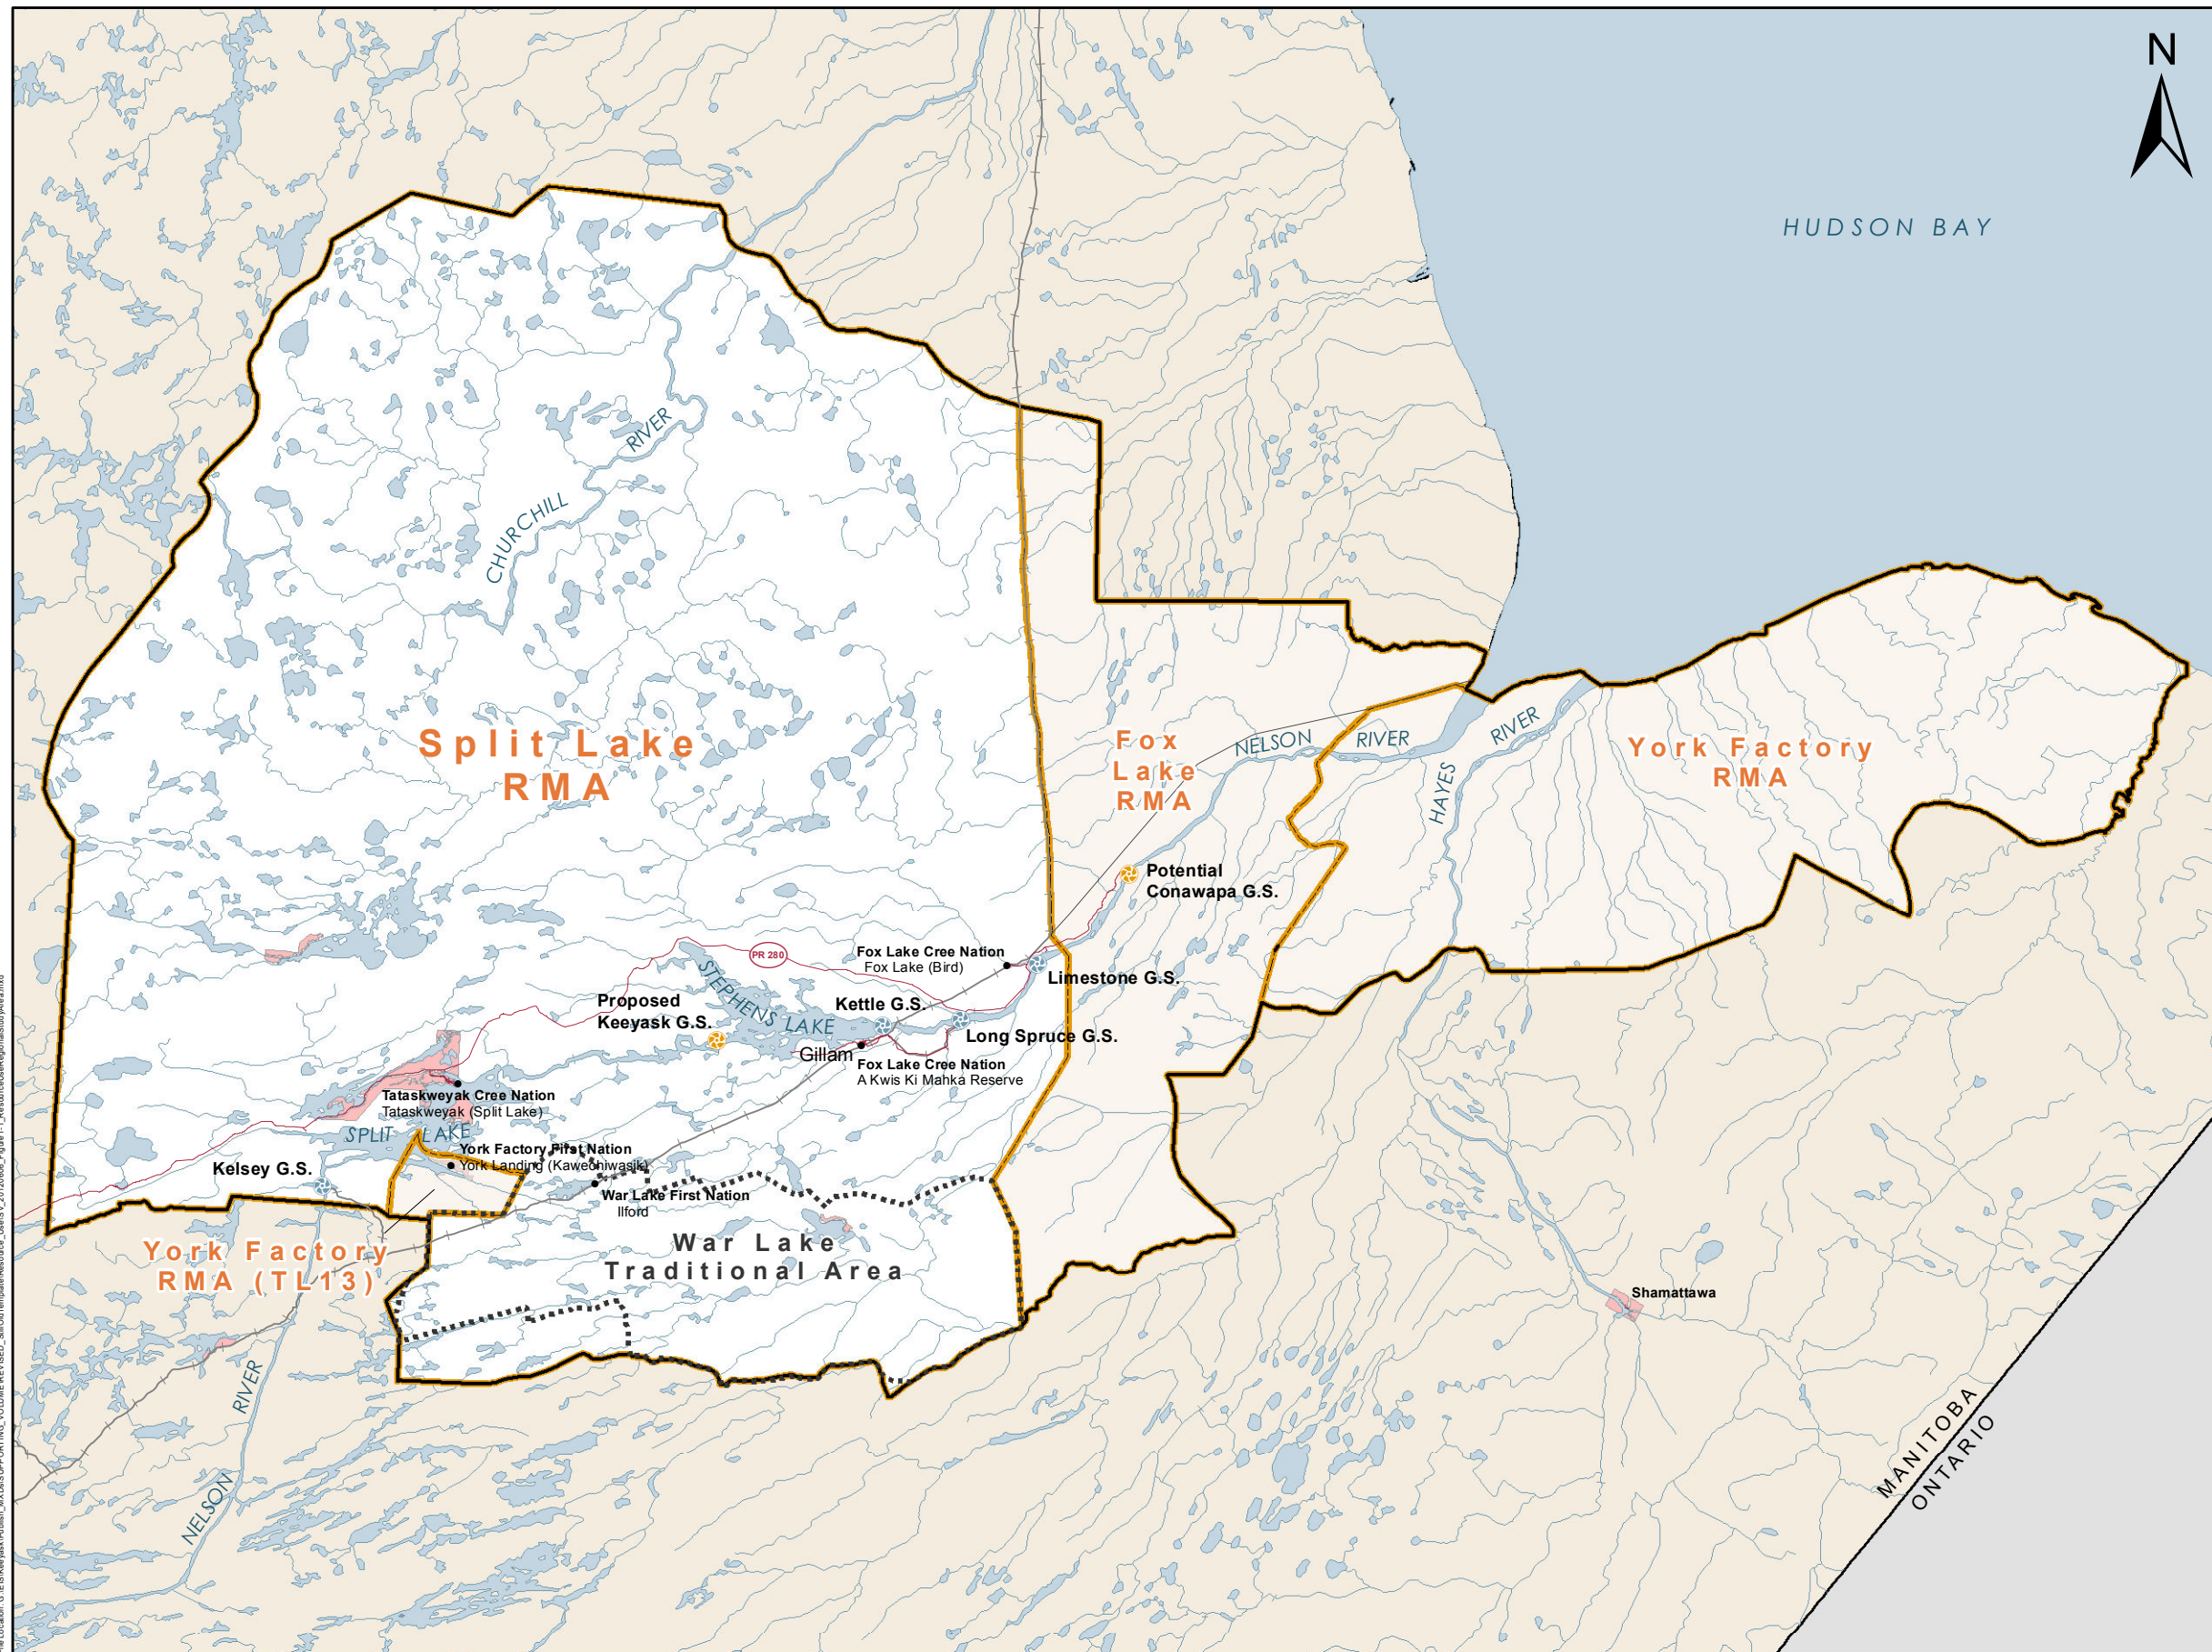 N
HUDSON BAY
RIVER
CHURCHILL
Split Lake
RMA
Fox
Lake
RMA
NELSON RIVER
HAYES
RIVER
York Factory
RMA
Potential
Conawapa G.S.
PR 280
Fox Lake Cree Nation
Fox Lake (Bird)
Limestone G.S.
STEPHENS LAKE
Proposed
Keeyask G.S.
Kettle G.S.
Long Spruce G.S.
Gillam
Fox Lake Cree Nation
A Kwis Ki Mahka Reserve
Tataskweyak Cree Nation
Tataskweyak (Split Lake)
SPLIT LAKE
York Factory First Nation
York Landing (Kawechiwasik)
Kelsey G.S.
War Lake First Nation
Ilford
York Factory
RMA (TL13)
War Lake
Traditional Area
Shamattawa
NELSON RIVER
MANITOBA
ONTARIO